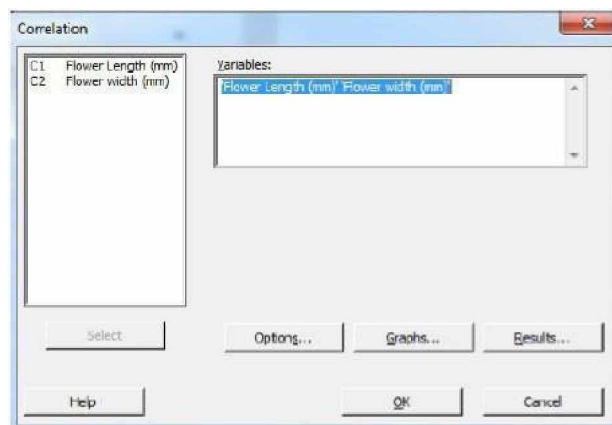 Correlation
C1 Flower Length (mm)
C2 Flower width (mm)
Variables:
'Flower Length (mm)' 'Flower width (mm)'
Select
Options...
Graphs...
Results...
Help
OK
Cancel